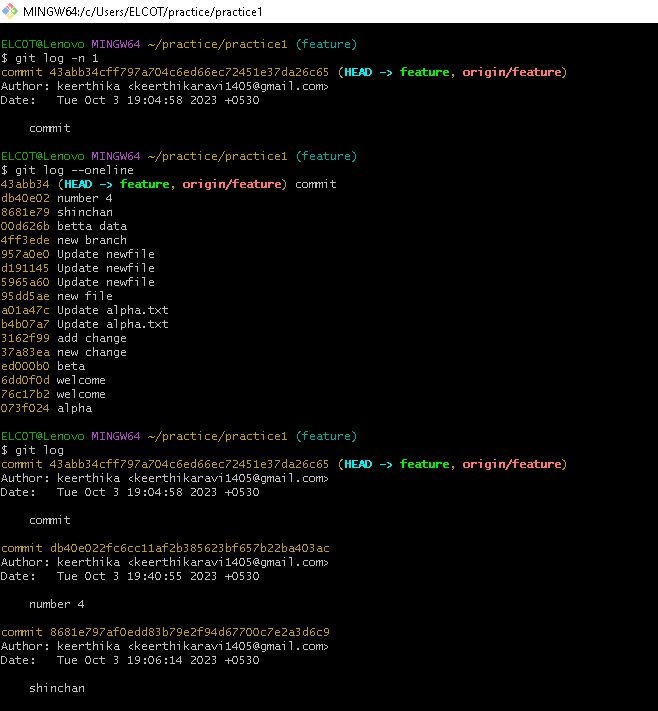 MINGW64:/c/Users/ELCOT/practice/practice1
ELCOT@Lenovo MINGW64 ~/practice/practice1 (feature)
$ git log -n 1
commit 43abb34cff797a704c6ed66ec72451e37da26c65 (HEAD -> feature, origin/feature)
Author: keerthika <keerthikaravi1405@gmail.com>
Date:   Tue Oct 3 19:04:58 2023 +0530
commit
ELCOT@Lenovo MINGW64 ~/practice/practice1 (feature)
$ git log --oneline
43abb34 (HEAD -> feature, origin/feature) commit
db40e02 number 4
8681e79 shinchan
00d626b betta data
4ff3ede new branch
957a0e0 Update newfile
d191145 Update newfile
5965a60 Update newfile
95dd5ae new file
a01a47c Update alpha.txt
b4b07a7 Update alpha.txt
3162f99 add change
37a83ea new change
ed000b0 beta
6dd0f0d welcome
76c17b2 welcome
073f024 alpha
ELCOT@Lenovo MINGW64 ~/practice/practice1 (feature)
$ git log
commit 43abb34cff797a704c6ed66ec72451e37da26c65 (HEAD -> feature, origin/feature)
Author: keerthika <keerthikaravi1405@gmail.com>
Date:   Tue Oct 3 19:04:58 2023 +0530
commit
commit db40e022fc6cc11af2b385623bf657b22ba403ac
Author: keerthika <keerthikaravi1405@gmail.com>
Date:   Tue Oct 3 19:40:55 2023 +0530
number 4
commit 8681e797af0edd83b79e2f94d67700c7e2a3d6c9
Author: keerthika <keerthikaravi1405@gmail.com>
Date:   Tue Oct 3 19:06:14 2023 +0530
shinchan